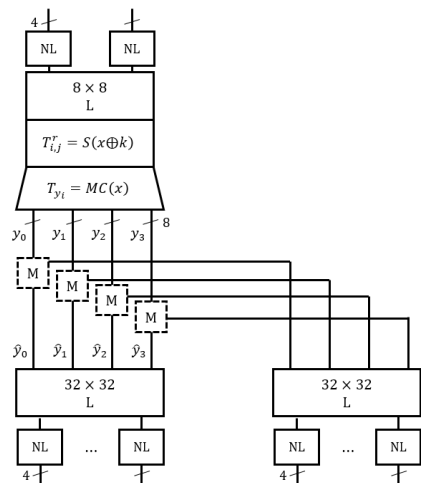 4
NL NL
8 × 8
L
T^r_{i,j} = S(x⊕k)
T_{y_i} = MC(x)
8
y_0 y_1 y_2 y_3
M
M
M
M
ŷ_0 ŷ_1 ŷ_2 ŷ_3
32 × 32 32 × 32
L L
NL ... NL NL ... NL
4 4